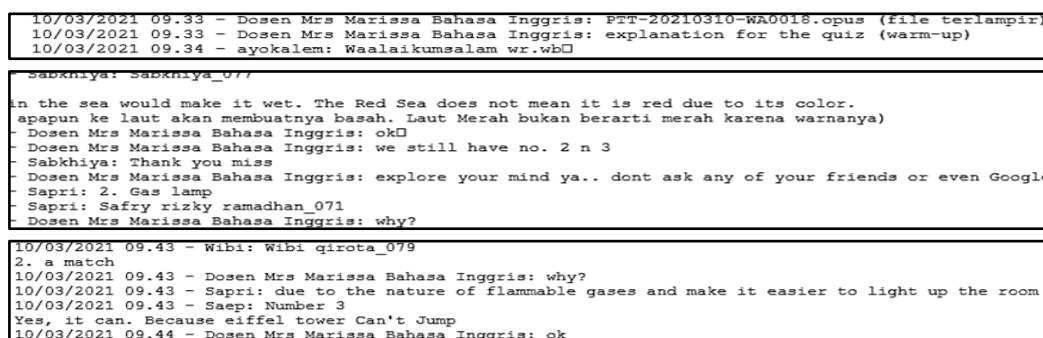 10/03/2021 09.33 - Dosen Mrs Marissa Bahasa Inggris: PTT-20210310-WA0018.opus (file terlampir)
10/03/2021 09.33 - Dosen Mrs Marissa Bahasa Inggris: explanation for the quiz (warm-up)
10/03/2021 09.34 - ayokalem: Waalaikumsalam wr.wb□
- Sabkhiya: Sabkhiya_077
in the sea would make it wet. The Red Sea does not mean it is red due to its color.
apapun ke laut akan membuatnya basah. Laut Merah bukan berarti merah karena warnanya)
- Dosen Mrs Marissa Bahasa Inggris: ok□
- Dosen Mrs Marissa Bahasa Inggris: we still have no. 2 n 3
- Sabkhiya: Thank you miss
- Dosen Mrs Marissa Bahasa Inggris: explore your mind ya.. dont ask any of your friends or even Googl
- Sapri: 2. Gas lamp
- Sapri: Safry rizky ramadhan_071
- Dosen Mrs Marissa Bahasa Inggris: why?
10/03/2021 09.43 - Wibi: Wibi qirota_079
2. a match
10/03/2021 09.43 - Dosen Mrs Marissa Bahasa Inggris: why?
10/03/2021 09.43 - Sapri: due to the nature of flammable gases and make it easier to light up the room
10/03/2021 09.43 - Saep: Number 3
Yes, it can. Because eiffel tower Can't Jump
10/03/2021 09.44 - Dosen Mrs Marissa Bahasa Inggris: ok